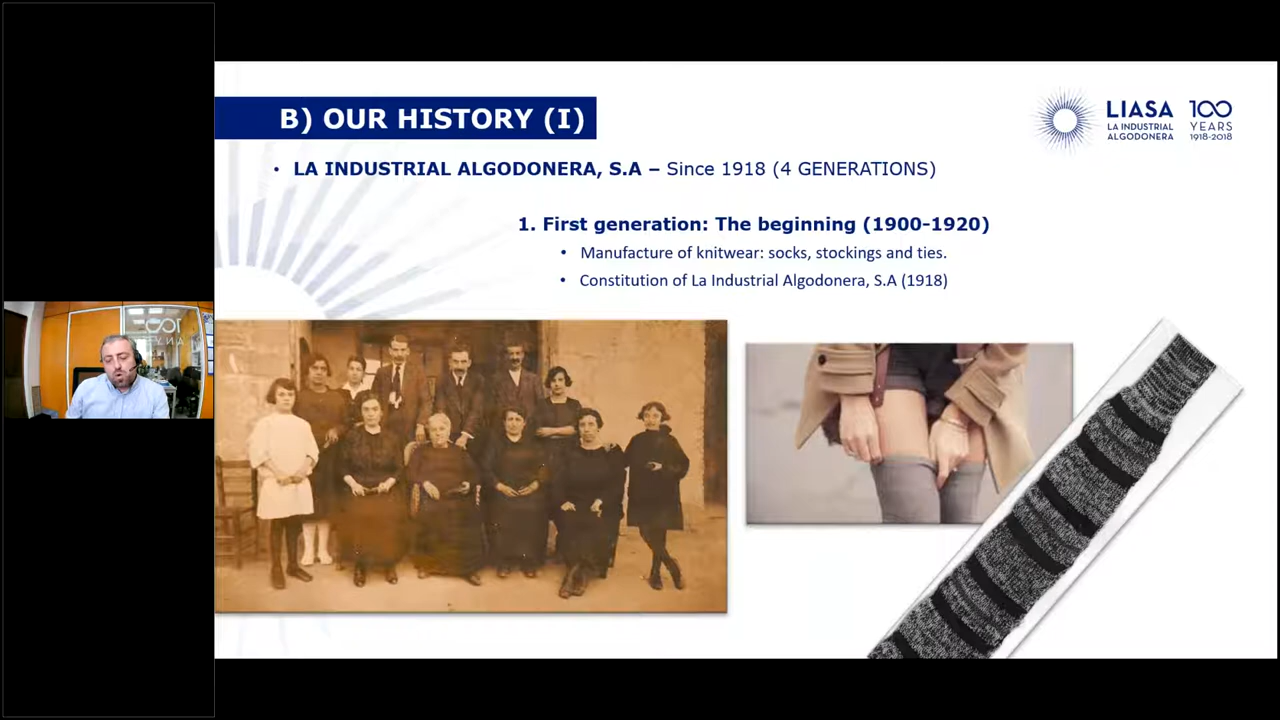 B) OUR HISTORY (I)
LIASA
LA INDUSTRIAL
ALGODONERA
100
YEARS
1918-2018
• LA INDUSTRIAL ALGODONERA, S.A – Since 1918 (4 GENERATIONS)
1. First generation: The beginning (1900-1920)
• Manufacture of knitwear: socks, stockings and ties.
• Constitution of La Industrial Algodonera, S.A (1918)